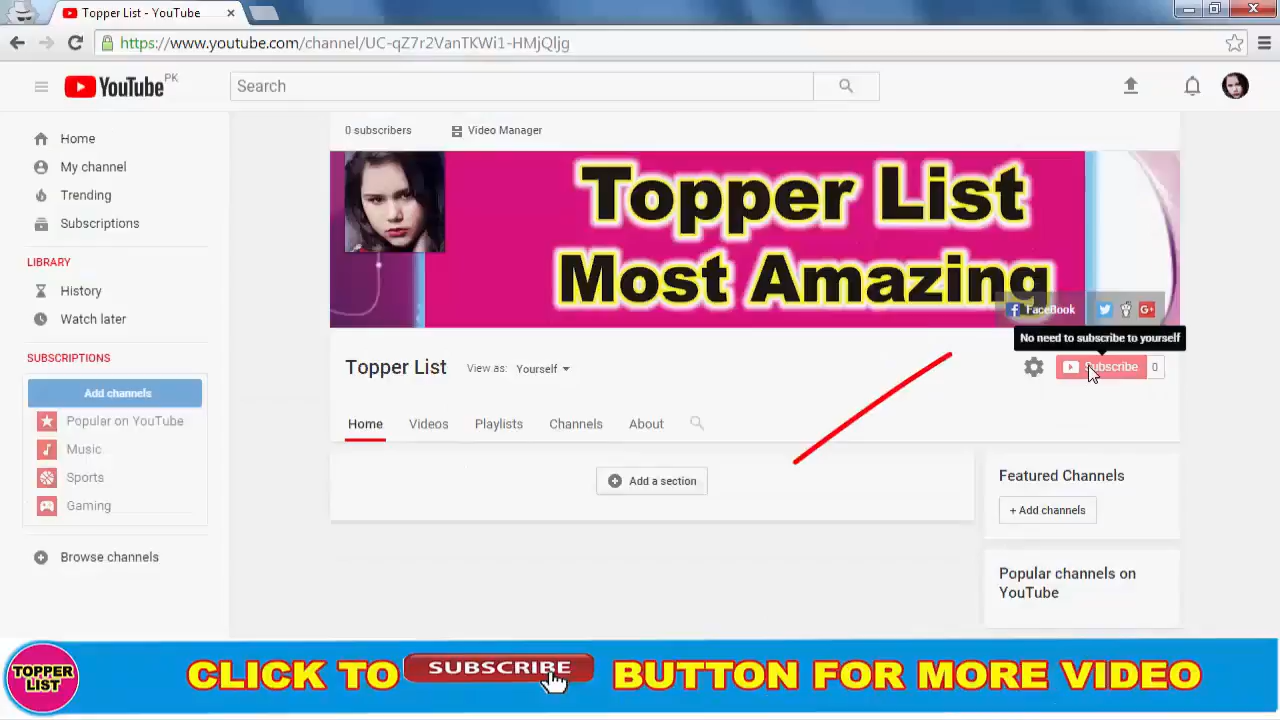 Topper List - YouTube
https://www.youtube.com/channel/UC-qZ7r2VanTKWi1-HMjQljg
YouTube PK
Search
Home
My channel
Trending
Subscriptions
LIBRARY
History
Watch later
SUBSCRIPTIONS
Add channels
Popular on YouTube
Music
Sports
Gaming
Browse channels
0 subscribers
Video Manager
Topper List
Most Amazing
FaceBook
No need to subscribe to yourself
Topper List
View as: Yourself
Subscribe 0
Home Videos Playlists Channels About
Add a section
Featured Channels
+ Add channels
Popular channels on
YouTube
TOPPER
LIST
CLICK TO SUBSCRIBE BUTTON FOR MORE VIDEO